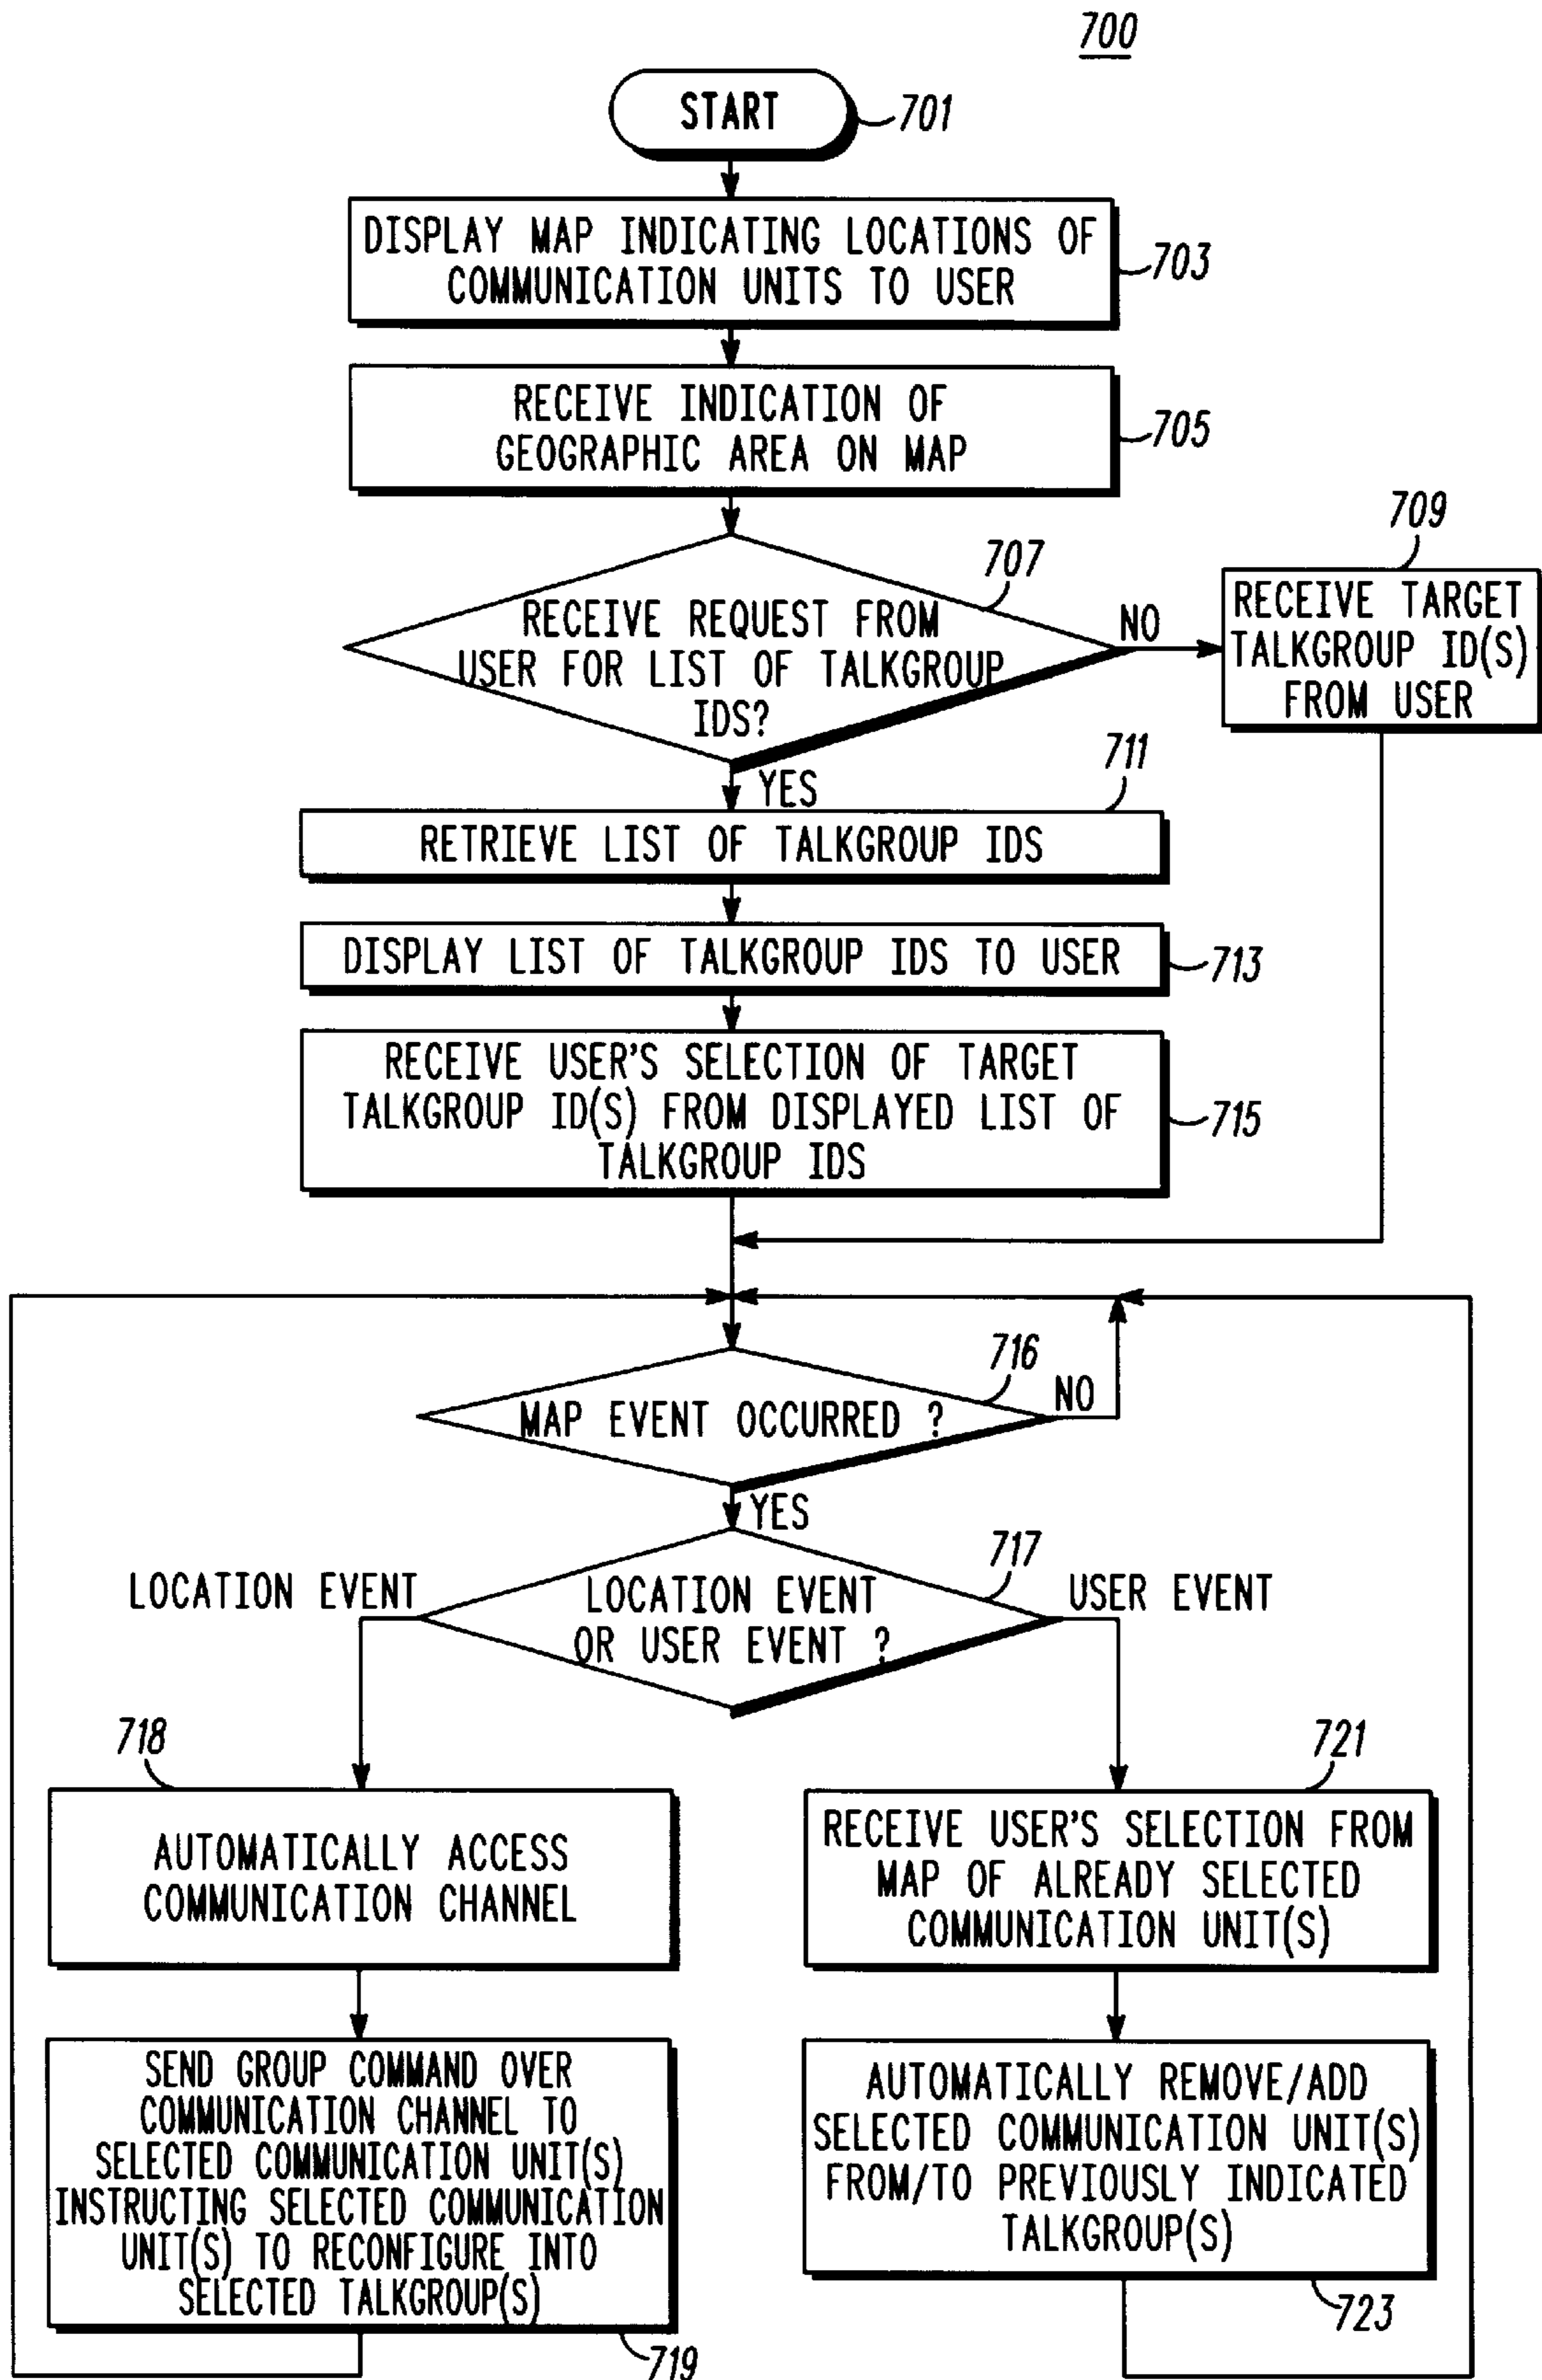 700
START
701
DISPLAY MAP INDICATING LOCATIONS OF
COMMUNICATION UNITS TO USER
703
RECEIVE INDICATION OF
GEOGRAPHIC AREA ON MAP
705
707
RECEIVE REQUEST FROM
USER FOR LIST OF TALKGROUP
IDS?
NO
709
RECEIVE TARGET
TALKGROUP ID(S)
FROM USER
YES
711
RETRIEVE LIST OF TALKGROUP IDS
DISPLAY LIST OF TALKGROUP IDS TO USER
713
RECEIVE USER'S SELECTION OF TARGET
TALKGROUP ID(S) FROM DISPLAYED LIST OF
TALKGROUP IDS
715
716
MAP EVENT OCCURRED ?
NO
YES
717
LOCATION EVENT
OR USER EVENT ?
LOCATION EVENT
USER EVENT
718
AUTOMATICALLY ACCESS
COMMUNICATION CHANNEL
SEND GROUP COMMAND OVER
COMMUNICATION CHANNEL TO
SELECTED COMMUNICATION UNIT(S)
INSTRUCTING SELECTED COMMUNICATION
UNIT(S) TO RECONFIGURE INTO
SELECTED TALKGROUP(S)
719
721
RECEIVE USER'S SELECTION FROM
MAP OF ALREADY SELECTED
COMMUNICATION UNIT(S)
AUTOMATICALLY REMOVE/ADD
SELECTED COMMUNICATION UNIT(S)
FROM/TO PREVIOUSLY INDICATED
TALKGROUP(S)
723